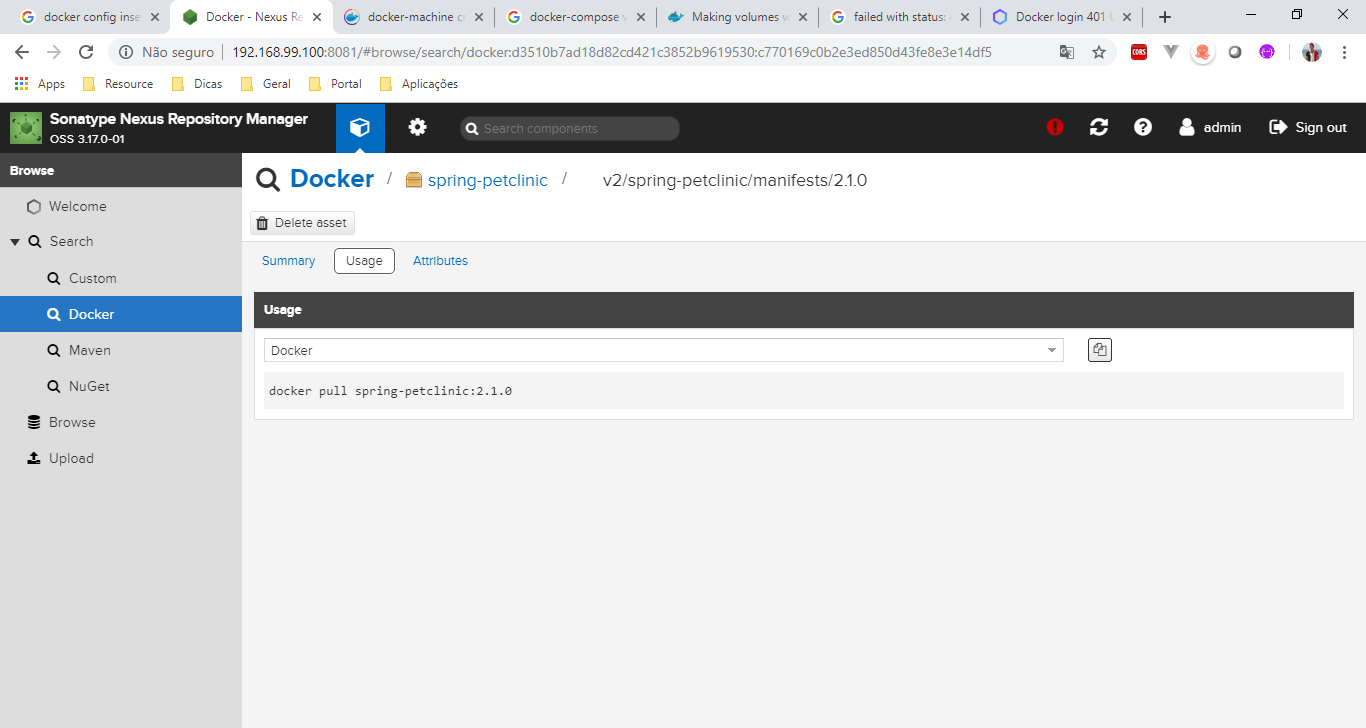 docker config inse
Docker - Nexus Re
docker-machine cr
docker-compose v
Making volumes w
failed with status:
Docker login 401 U
Não seguro
192.168.99.100:8081/#browse/search/docker:d3510b7ad18d82cd421c3852b9619530:c770169c0b2e3ed850d43fe8e3e14df5
CORS
Apps
Resource
Dicas
Geral
Portal
Aplicações
Sonatype Nexus Repository Manager
OSS 3.17.0-01
Search components
admin
Sign out
Browse
Welcome
Search
Custom
Docker
Maven
NuGet
Browse
Upload
Docker / spring-petclinic / v2/spring-petclinic/manifests/2.1.0
Delete asset
Summary
Usage
Attributes
Usage
Docker
docker pull spring-petclinic:2.1.0